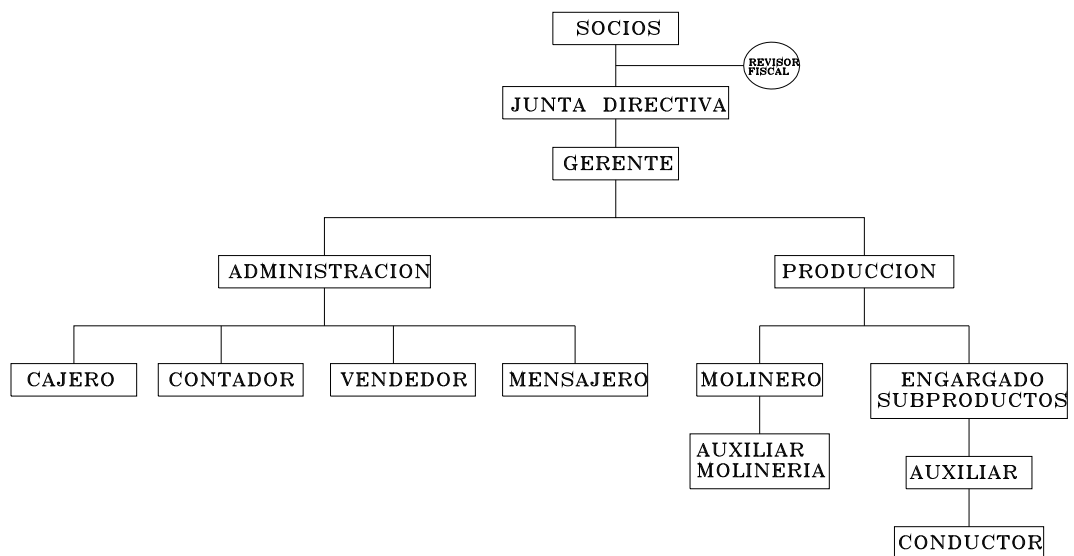 SOCIOS
REVISOR
FISCAL
JUNTA DIRECTIVA
GERENTE
ADMINISTRACION
PRODUCCION
CAJERO
CONTADOR
VENDEDOR
MENSAJERO
MOLINERO
ENGARGADO
SUBPRODUCTOS
AUXILIAR
MOLINERIA
AUXILIAR
CONDUCTOR